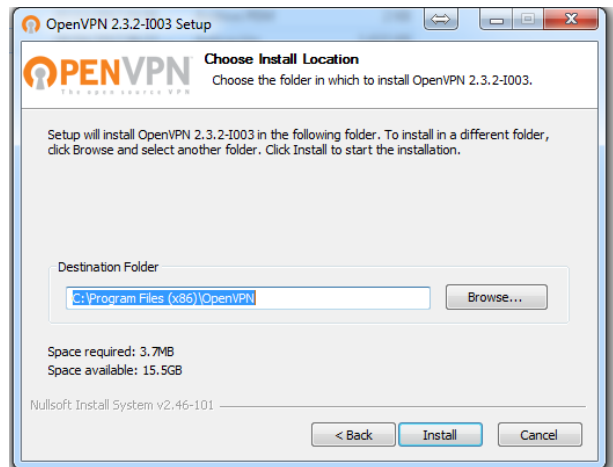 OpenVPN 2.3.2-I003 Setup
OPENVPN
The open source VPN
Choose Install Location
Choose the folder in which to install OpenVPN 2.3.2-I003.
Setup will install OpenVPN 2.3.2-I003 in the following folder. To install in a different folder,
click Browse and select another folder. Click Install to start the installation.
Destination Folder
C:\Program Files (x86)\OpenVPN
Browse...
Space required: 3.7MB
Space available: 15.5GB
Nullsoft Install System v2.46-101
< Back
Install
Cancel